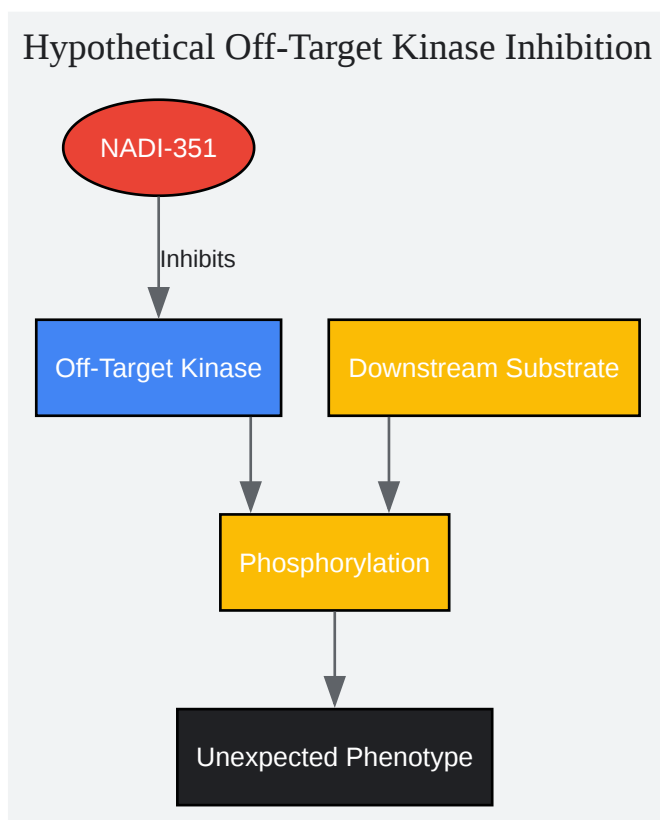 Hypothetical Off-Target Kinase Inhibition
NADI-351
Inhibits
Off-Target Kinase
Downstream Substrate
Phosphorylation
Unexpected Phenotype